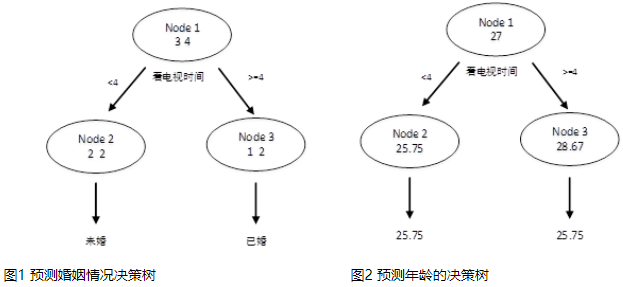 Node 1
3 4
<4
看电视时间
>=4
Node 2
2 2
Node 3
1 2
未婚
已婚
图1 预测婚姻情况决策树
Node 1
27
<4
看电视时间
>=4
Node 2
25.75
Node 3
28.67
25.75
25.75
图2 预测年龄的决策树